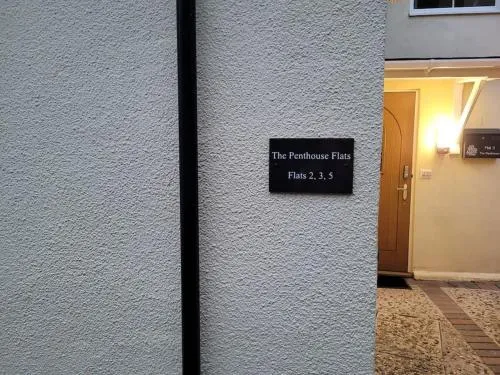 The Penthouse Flats
Flats 2, 3, 5